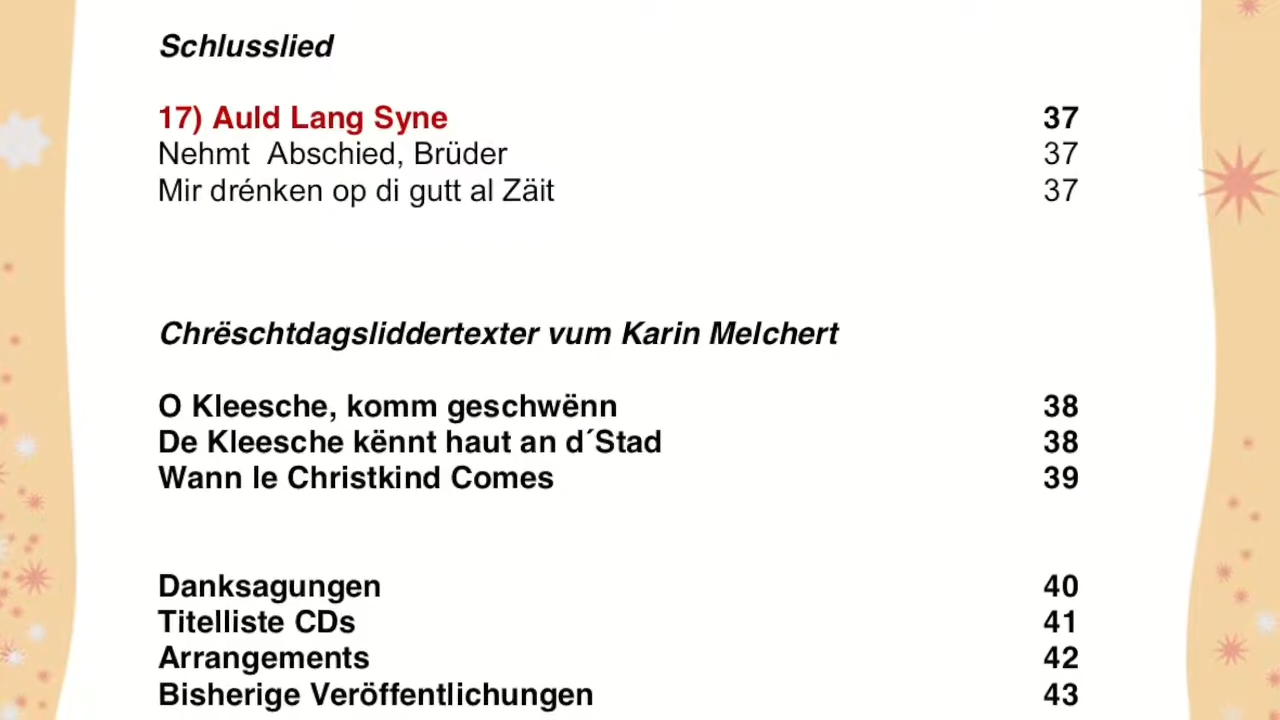 Schlusslied
17) Auld Lang Syne 37
Nehmt Abschied, Brüder 37
Mir drénken op di gutt al Zäit 37
Chrëschtdagsliddertexter vum Karin Melchert
O Kleesche, komm geschwënn 38
De Kleesche kënnt haut an d´Stad 38
Wann le Christkind Comes 39
Danksagungen 40
Titelliste CDs 41
Arrangements 42
Bisherige Veröffentlichungen 43